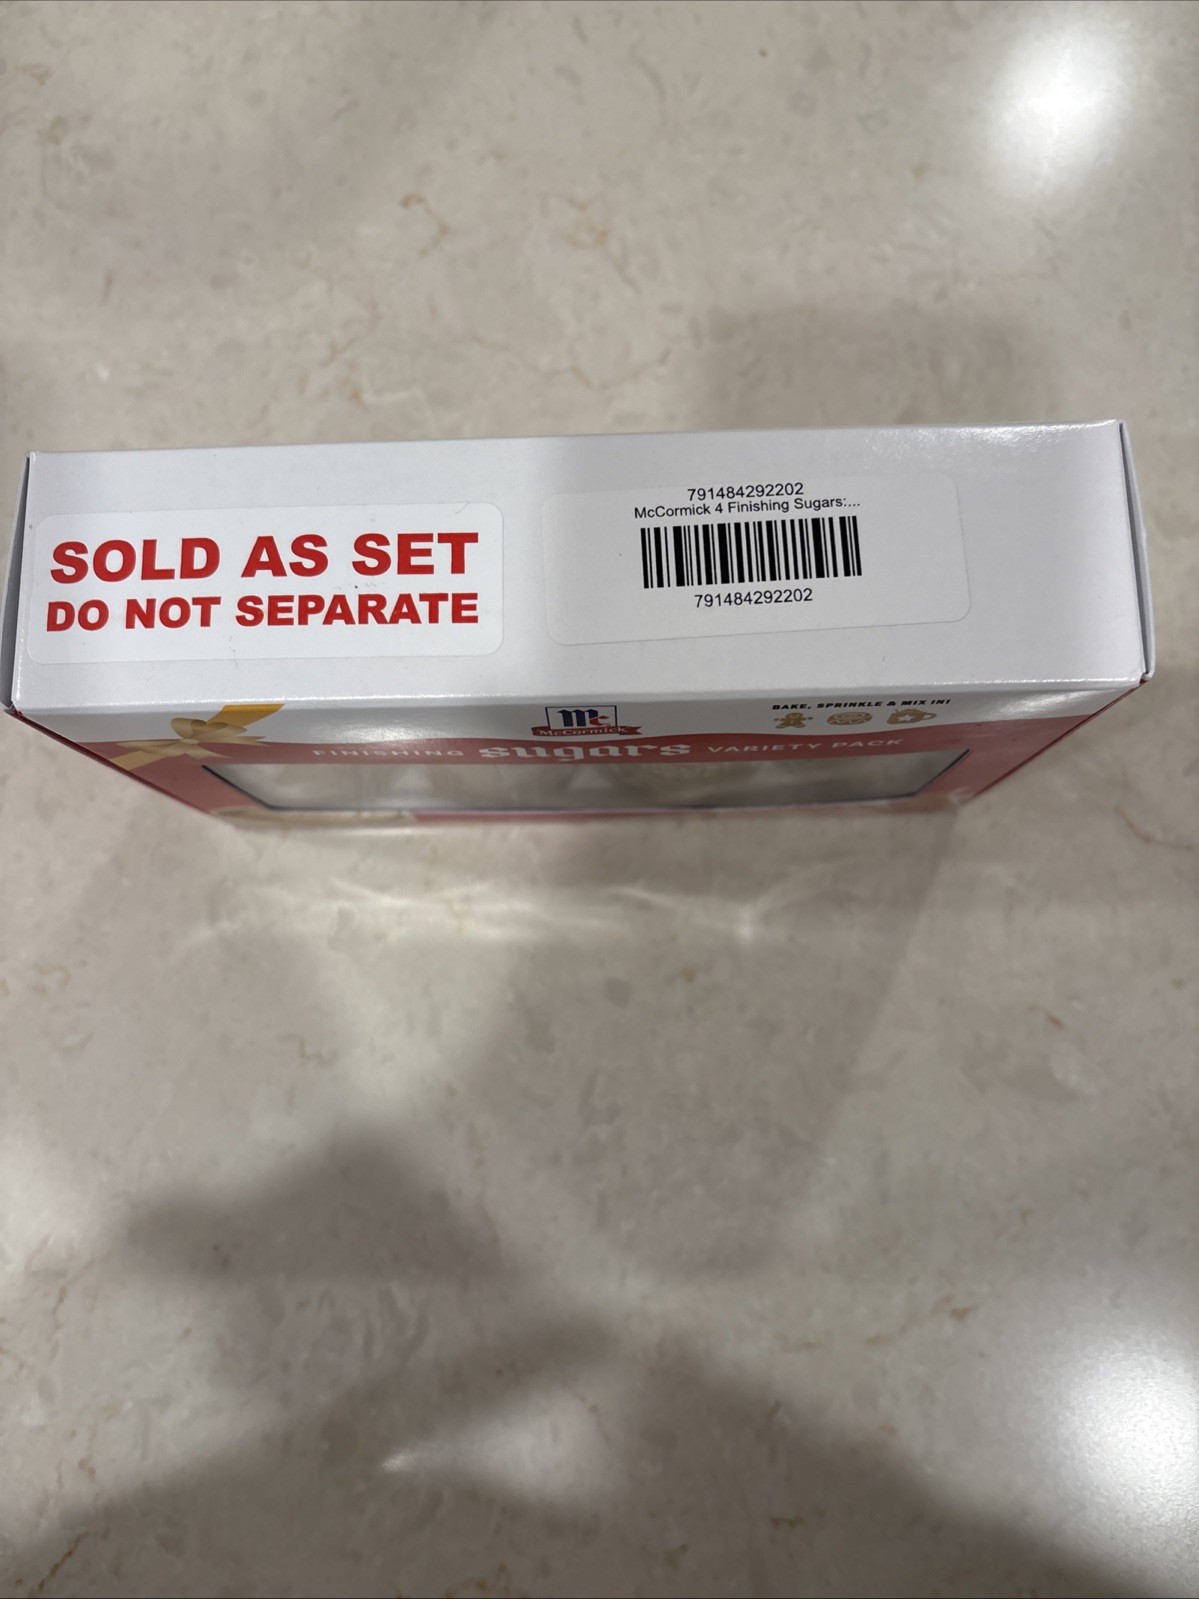 SOLD AS SET
DO NOT SEPARATE
791484292202
McCormick 4 Finishing Sugars:...
791484292202
BAKE, SPRINKLE & MIX IN!
Mc
McCormick
FINISHING sugars VARIETY PACK